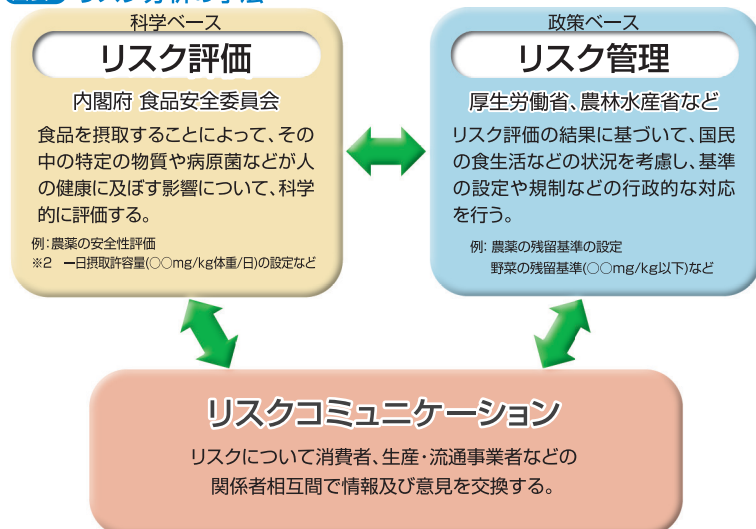 リスク分析の手法
科学ベース
リスク評価
内閣府 食品安全委員会
食品を摂取することによって、その
中の特定の物質や病原菌などが人
の健康に及ぼす影響について、科学
的に評価する。
例:農薬の安全性評価
※2 一日摂取許容量(○○mg/kg体重/日)の設定など
政策ベース
リスク管理
厚生労働省、農林水産省など
リスク評価の結果に基づいて、国民
の食生活などの状況を考慮し、基準
の設定や規制などの行政的な対応
を行う。
例: 農薬の残留基準の設定
野菜の残留基準(○○mg/kg以下)など
リスクコミュニケーション
リスクについて消費者、生産・流通事業者などの
関係者相互間で情報及び意見を交換する。